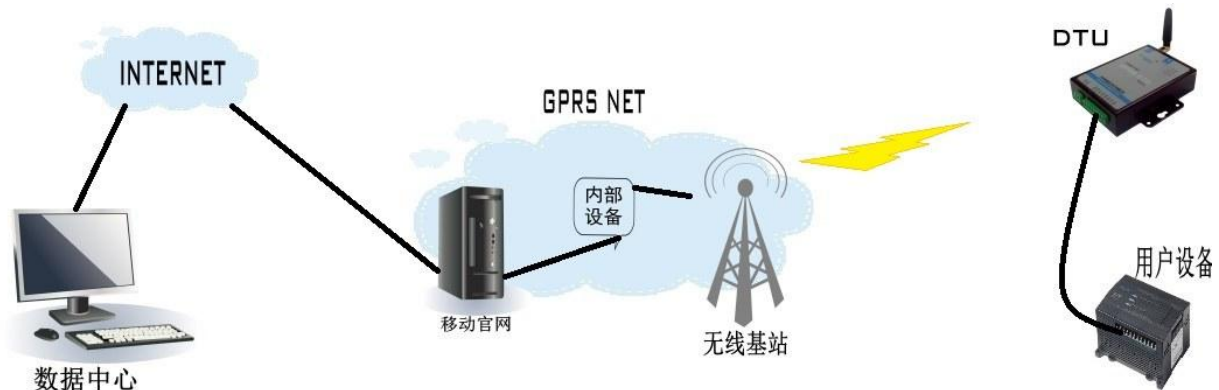 DTU
INTERNET
GPRS NET
内部
设备
用户设备
移动官网
无线基站
数据中心